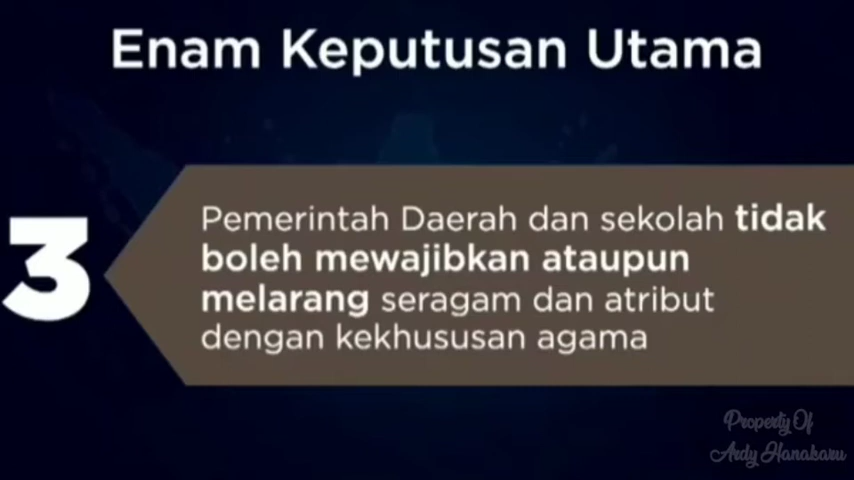 Enam Keputusan Utama
3
Pemerintah Daerah dan sekolah tidak
boleh mewajibkan ataupun
melarang seragam dan atribut
dengan kekhususan agama
Property Of
Ardy Hanakaru